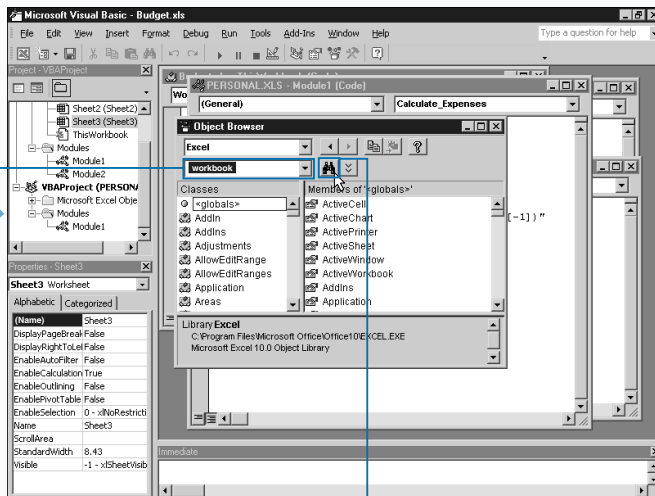 Microsoft Visual Basic - Budget.xls
File Edit View Insert Format Debug Run Tools Add-Ins Window Help
Type a question for help
Project - VBAProject
Sheet2 (Sheet2)
Sheet3 (Sheet3)
ThisWorkbook
Modules
Module1
Module2
VBAProject (PERSON
Microsoft Excel Obje
Modules
Module1
Properties - Sheet3
Sheet3 Worksheet
Alphabetic Categorized
(Name) Sheet3
DisplayPageBreak False
DisplayRightToLef False
EnableAutoFilter False
EnableCalculation True
EnableOutlining False
EnablePivotTable False
EnableSelection 0 - xlNoRestricti
Name Sheet3
ScrollArea
StandardWidth 8.43
Visible -1 - xlSheetVisib
Wo
PERSONAL.XLS - Module1 (Code)
(General) Calculate_Expenses
[-1])"
Object Browser
Excel
workbook
Classes Members of '<globals>'
<globals> ActiveCell
AddIn ActiveChart
AddIns ActivePrinter
Adjustments ActiveSheet
AllowEditRange ActiveWindow
AllowEditRanges ActiveWorkbook
Application AddIns
Areas Application
Library Excel
C:\Program Files\Microsoft Office\Office10\EXCEL.EXE
Microsoft Excel 10.0 Object Library
Immediate